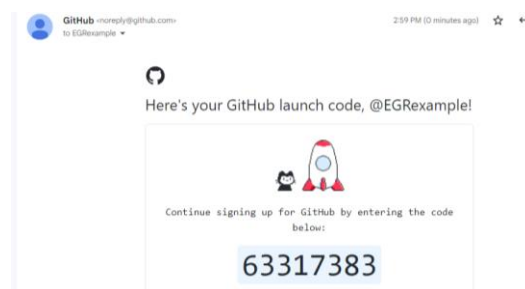 GitHub <noreply@github.com> 2:59 PM (0 minutes ago)
to EGRexample
Here's your GitHub launch code, @EGRexample!
Continue signing up for GitHub by entering the code
below:
63317383